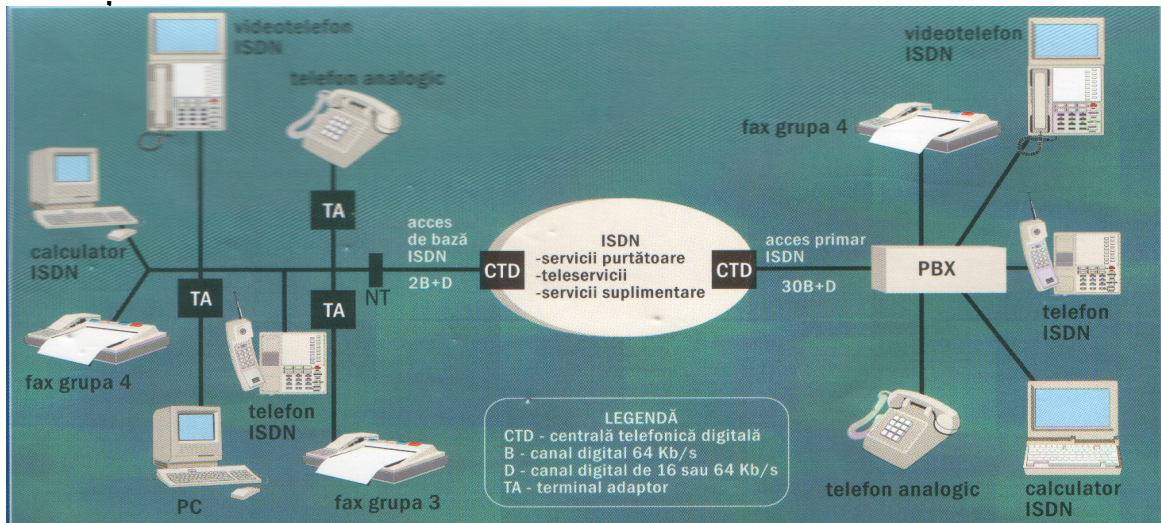 videotelefon
ISDN
telefon analogic
TA
calculator
ISDN
TA
TA
NT
acces
de bază
ISDN
2B+D
CTD
ISDN
-servicii purtătoare
-teleservicii
-servicii suplimentare
CTD
acces primar
ISDN
30B+D
PBX
videotelefon
ISDN
fax grupa 4
telefon
ISDN
fax grupa 4
telefon
ISDN
PC
fax grupa 3
LEGENDĂ
CTD - centrală telefonică digitală
B - canal digital 64 Kb/s
D - canal digital de 16 sau 64 Kb/s
TA - terminal adaptor
telefon analogic
calculator
ISDN